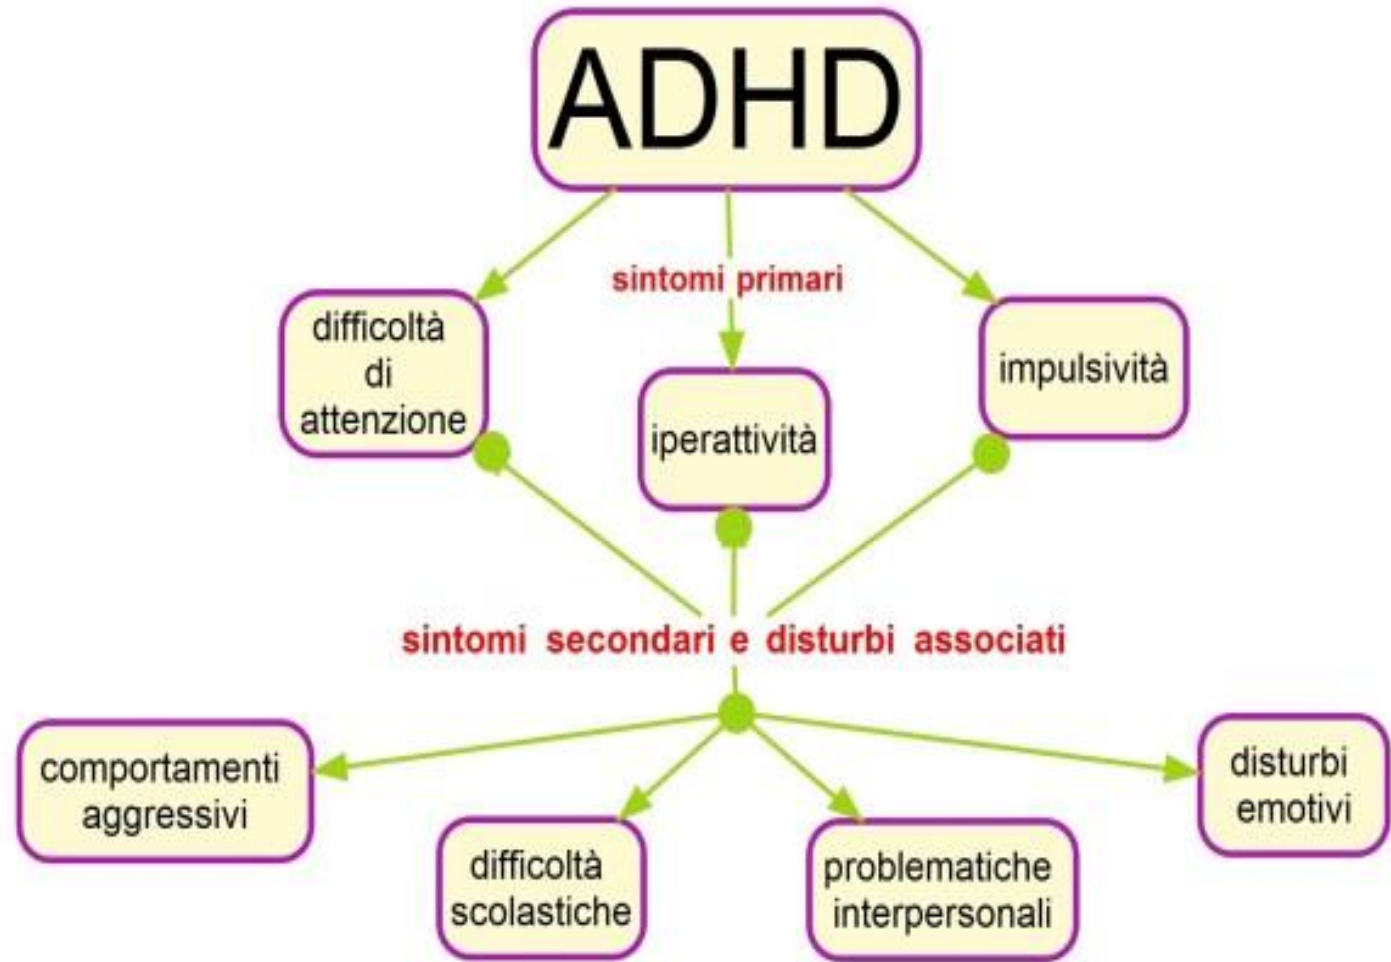 ADHD
sintomi primari
difficoltà
di
attenzione
iperattività
impulsività
sintomi secondari e disturbi associati
comportamenti
aggressivi
difficoltà
scolastiche
problematiche
interpersonali
disturbi
emotivi